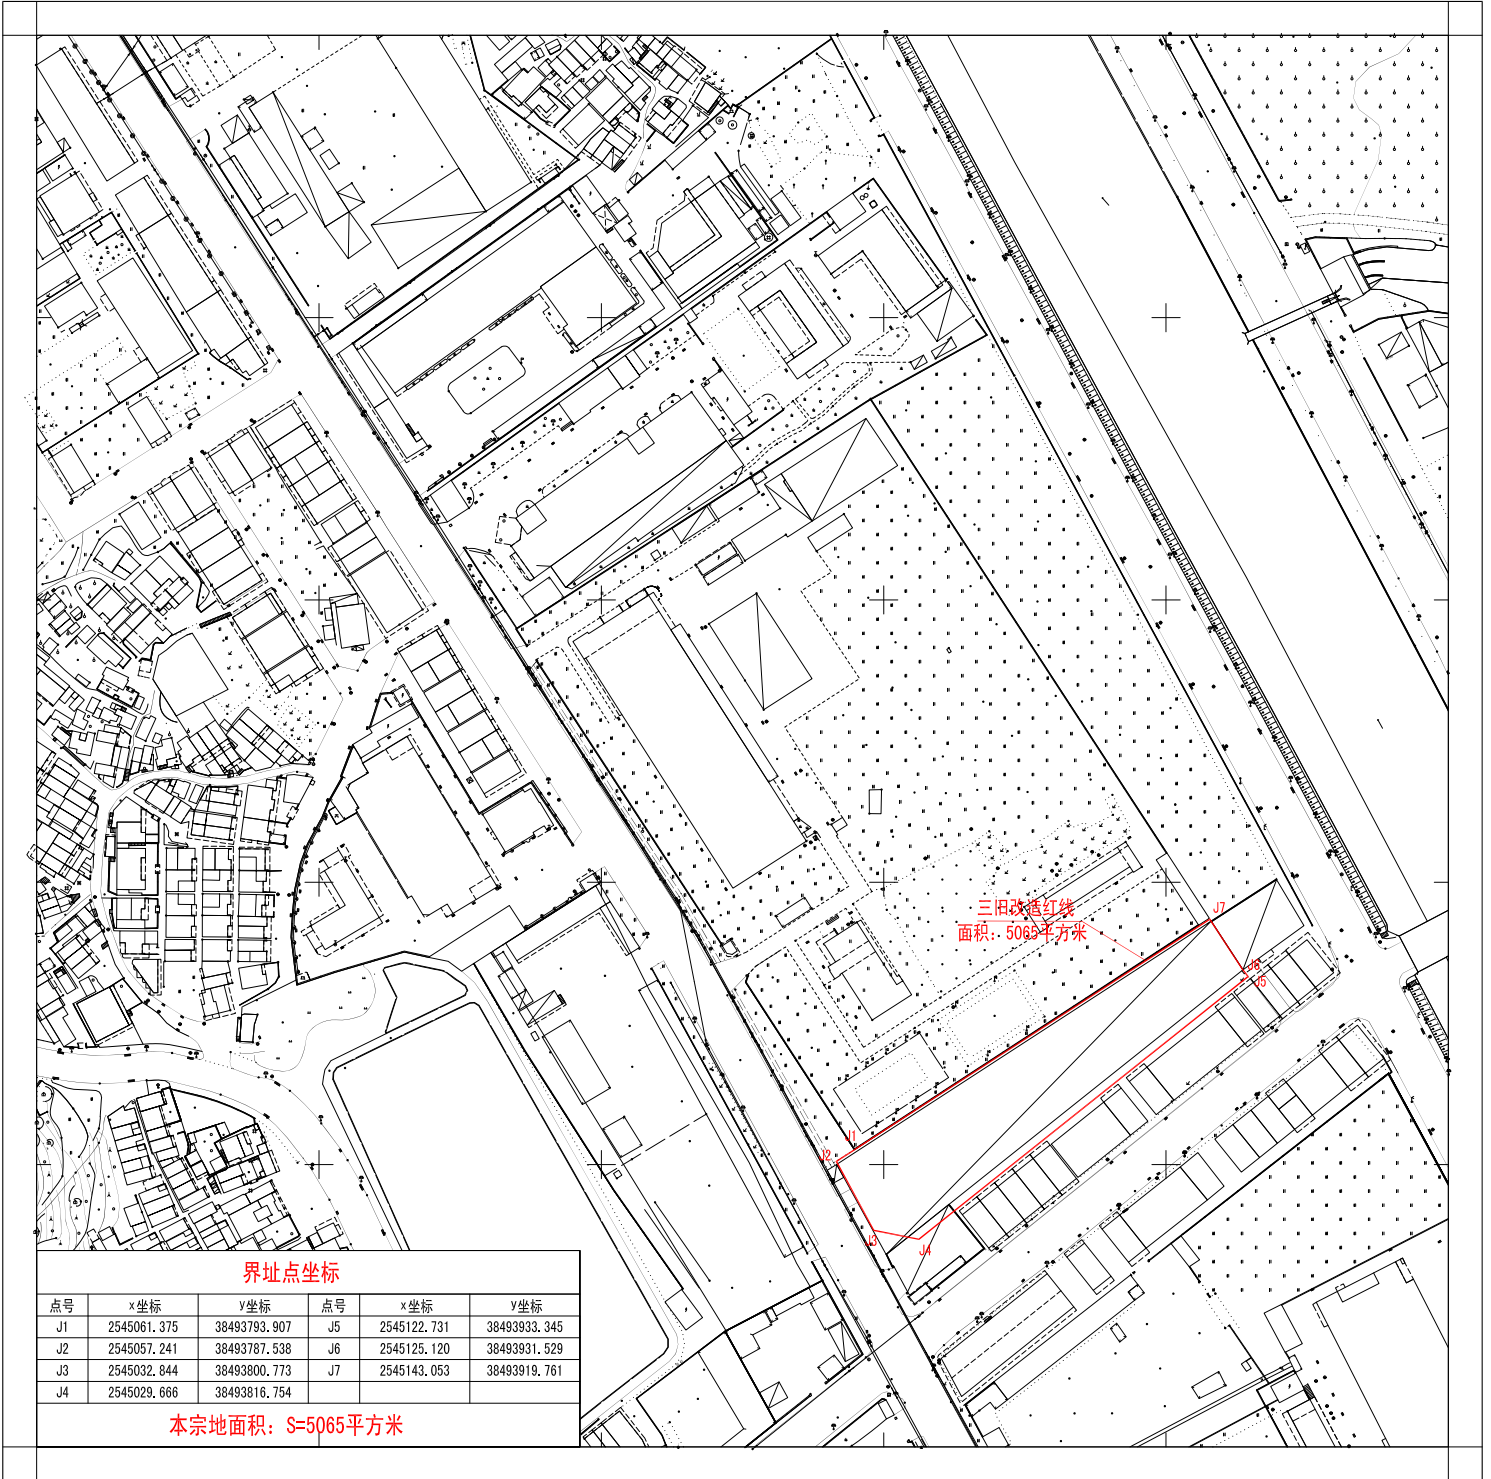 三旧改造红线
面积：5065平方米
J7
J6
J5
J1
J2
J3
J4
界址点坐标
点号 x坐标 y坐标 点号 x坐标 y坐标
J1 2545061.375 38493793.907 J5 2545122.731 38493933.345
J2 2545057.241 38493787.538 J6 2545125.120 38493931.529
J3 2545032.844 38493800.773 J7 2545143.053 38493919.761
J4 2545029.666 38493816.754
本宗地面积：S=5065平方米